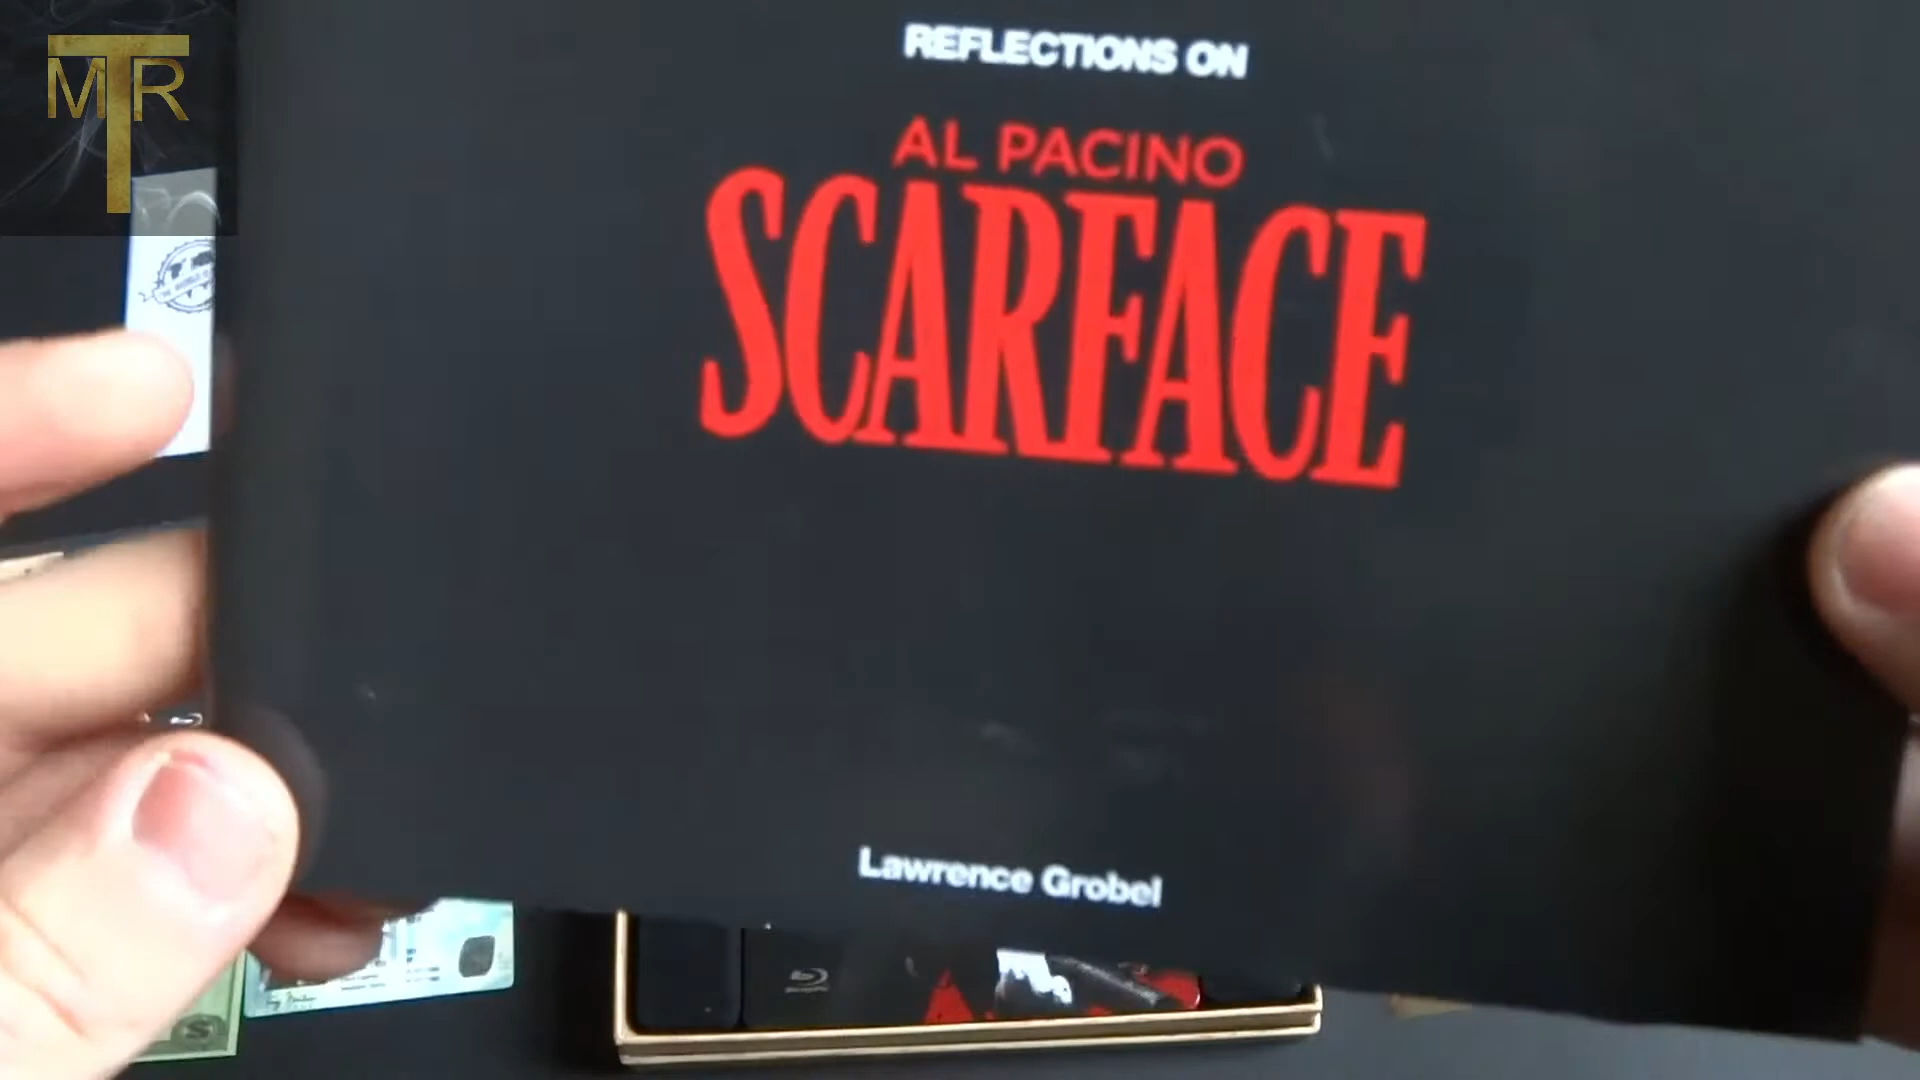 MTR
REFLECTIONS ON
AL PACINO
SCARFACE
Lawrence Grobel